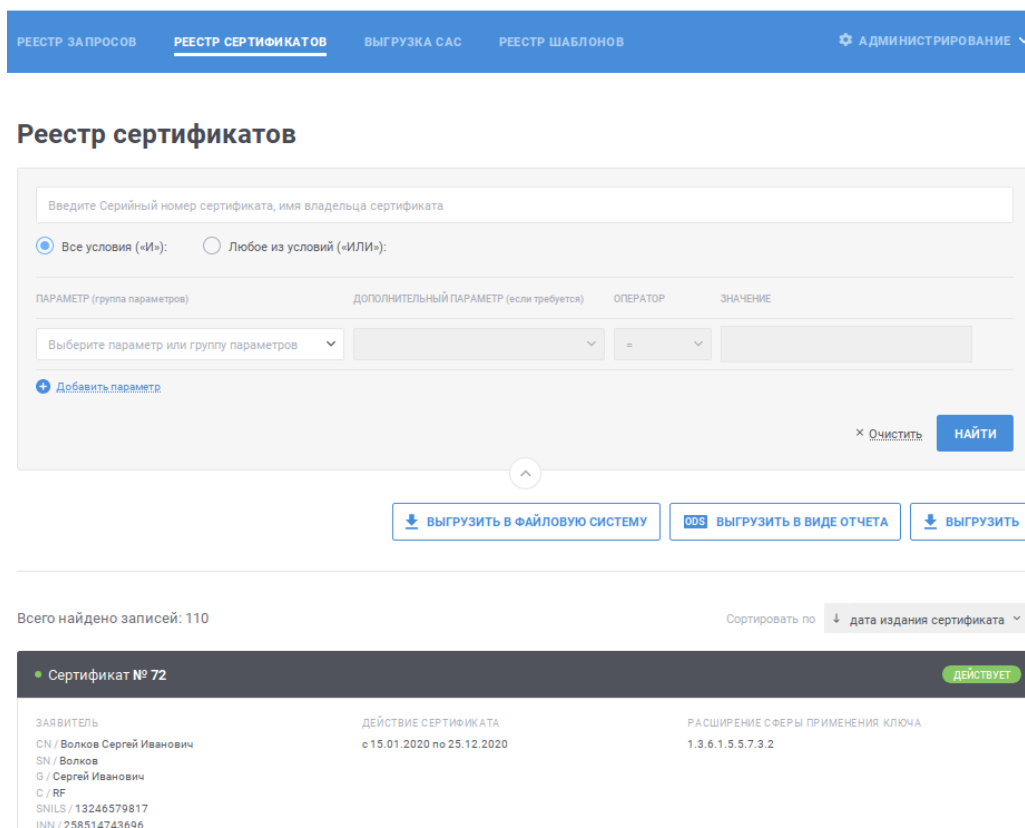 РЕЕСТР ЗАПРОСОВ РЕЕСТР СЕРТИФИКАТОВ ВЫГРУЗКА САС РЕЕСТР ШАБЛОНОВ АДМИНИСТРИРОВАНИЕ
Реестр сертификатов
Введите Серийный номер сертификата, имя владельца сертификата
Все условия («И»): Любое из условий («ИЛИ»):
ПАРАМЕТР (группа параметров) ДОПОЛНИТЕЛЬНЫЙ ПАРАМЕТР (если требуется) ОПЕРАТОР ЗНАЧЕНИЕ
Выберите параметр или группу параметров =
Добавить параметр
× Очистить НАЙТИ
ВЫГРУЗИТЬ В ФАЙЛОВУЮ СИСТЕМУ ODS ВЫГРУЗИТЬ В ВИДЕ ОТЧЕТА ВЫГРУЗИТЬ
Всего найдено записей: 110 Сортировать по ↓ дата издания сертификата
Сертификат № 72 ДЕЙСТВУЕТ
ЗАЯВИТЕЛЬ ДЕЙСТВИЕ СЕРТИФИКАТА РАСШИРЕНИЕ СФЕРЫ ПРИМЕНЕНИЯ КЛЮЧА
CN / Волков Сергей Иванович с 15.01.2020 по 25.12.2020 1.3.6.1.5.5.7.3.2
SN / Волков
G / Сергей Иванович
C / RF
SNILS / 13246579817
INN / 258514743696